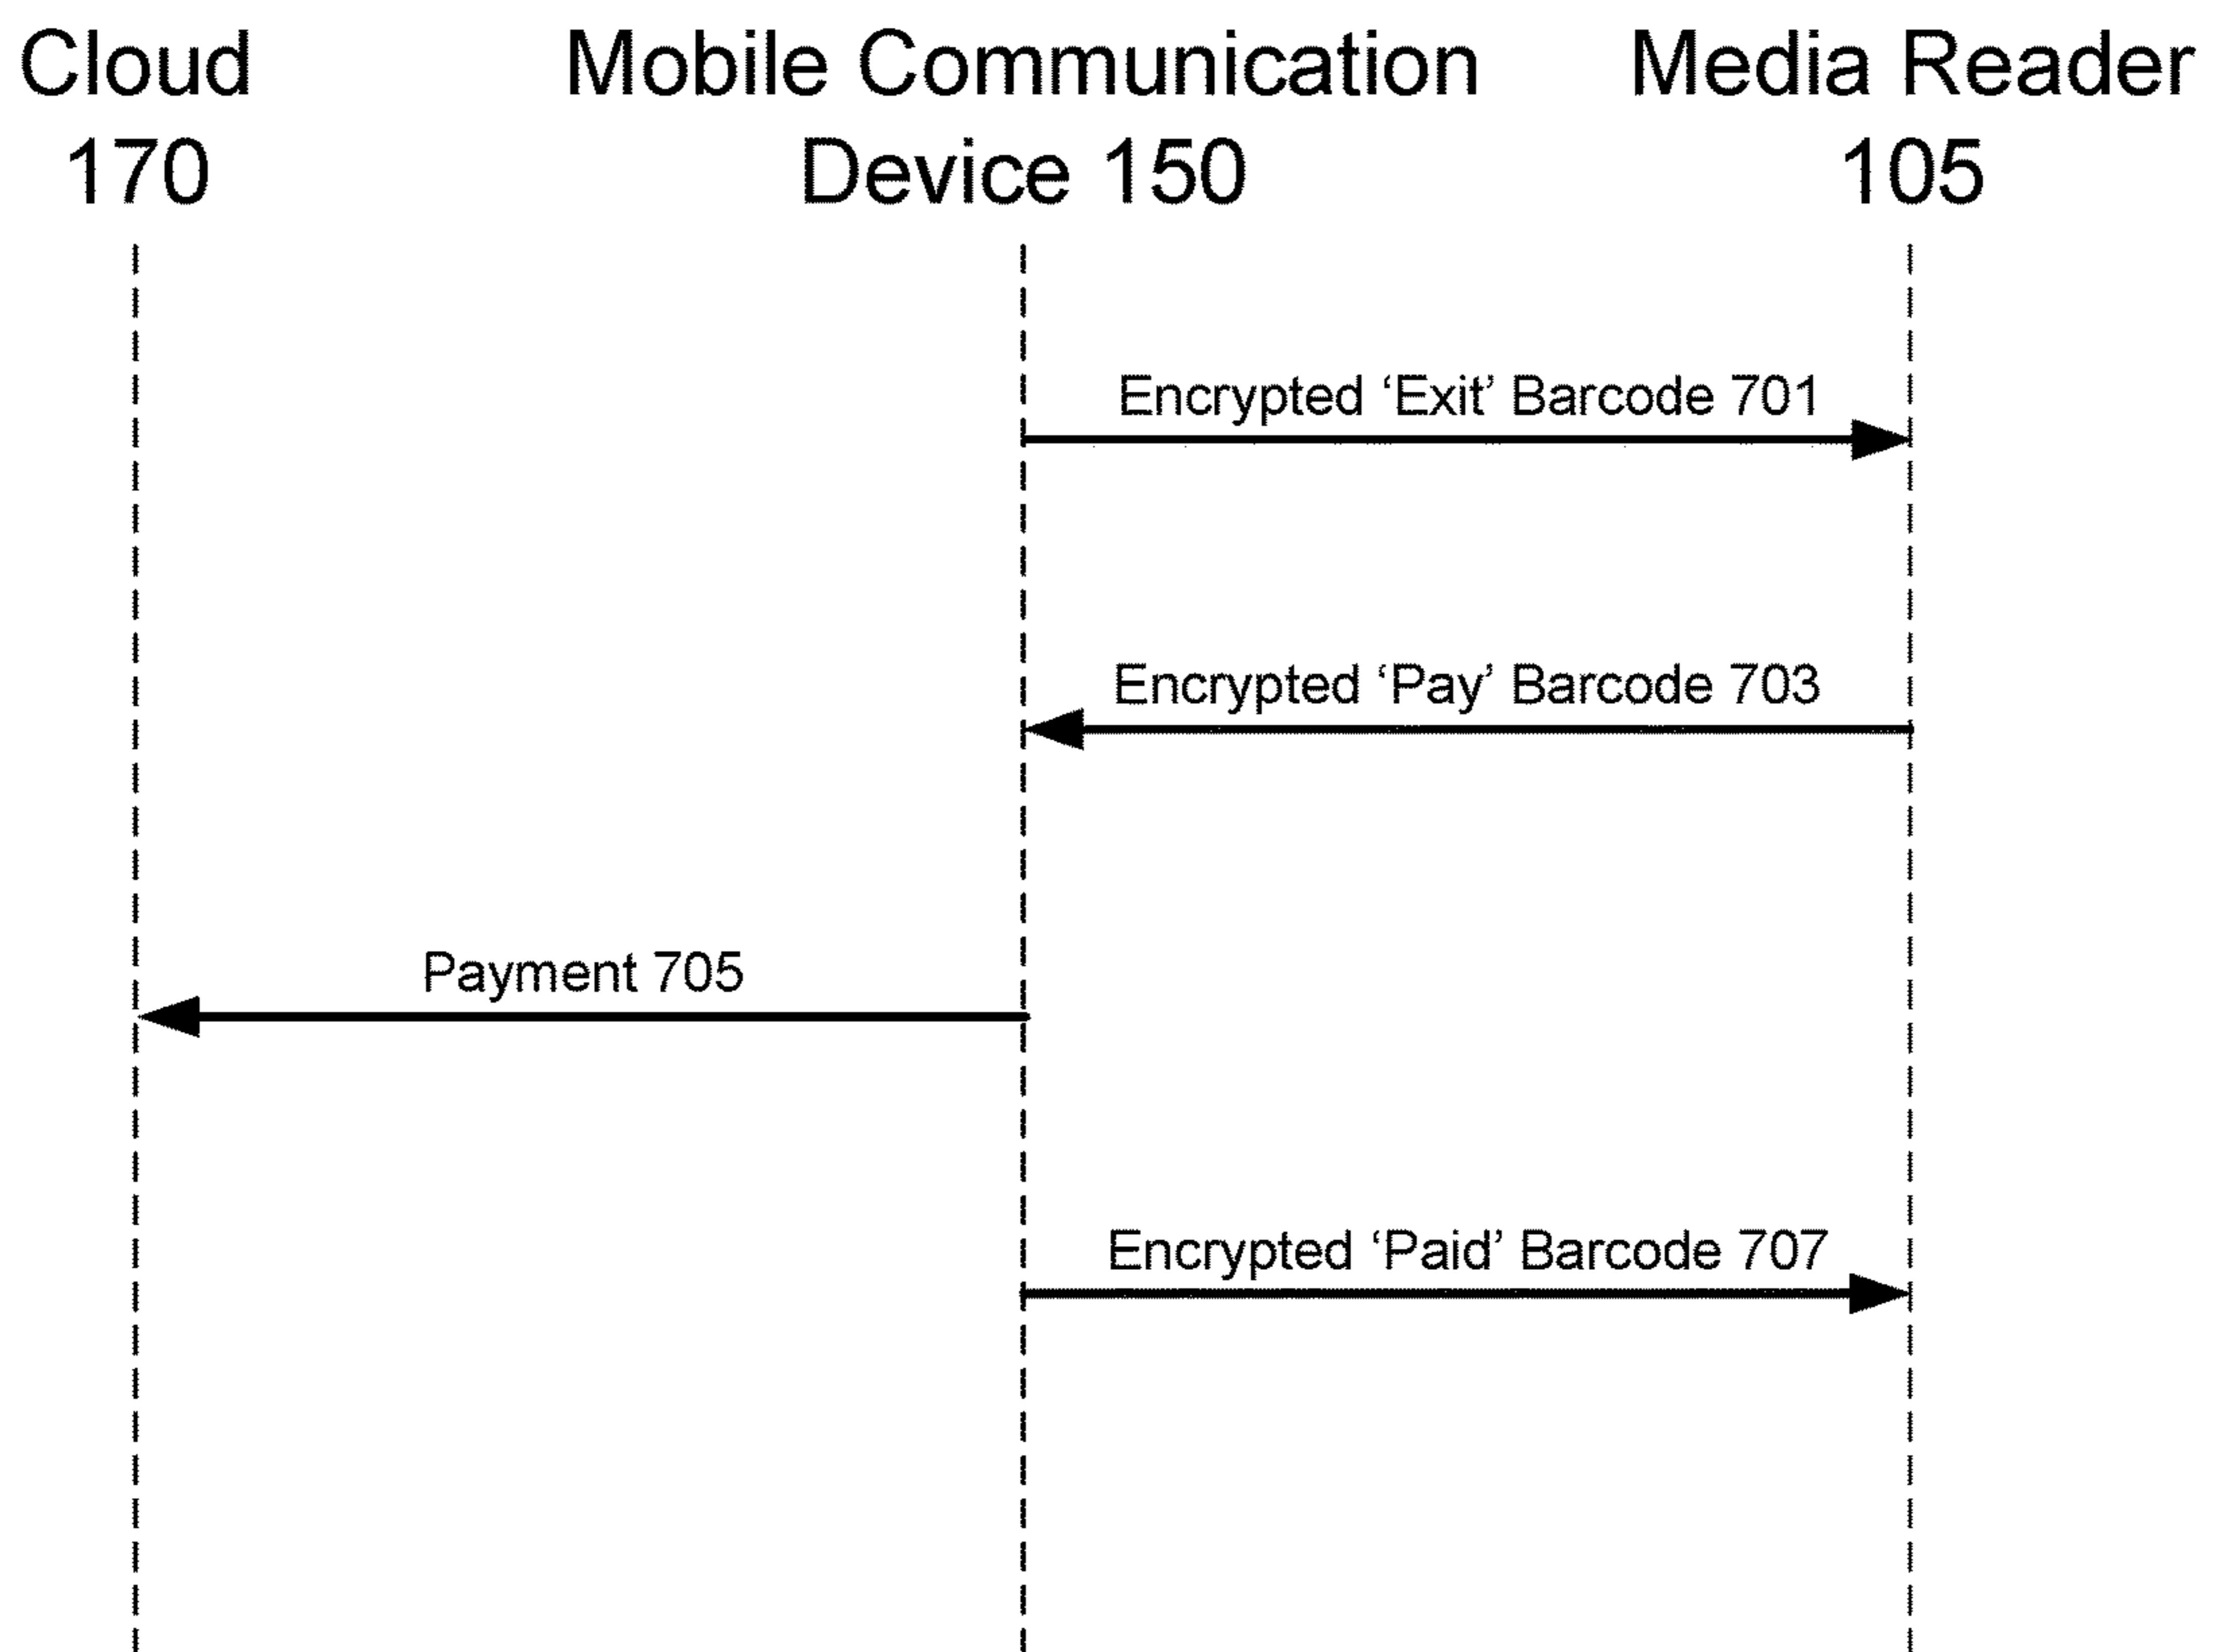 Cloud
170
Mobile Communication
Device 150
Media Reader
105
Encrypted ‘Exit’ Barcode 701
Encrypted ‘Pay’ Barcode 703
Payment 705
Encrypted ‘Paid’ Barcode 707